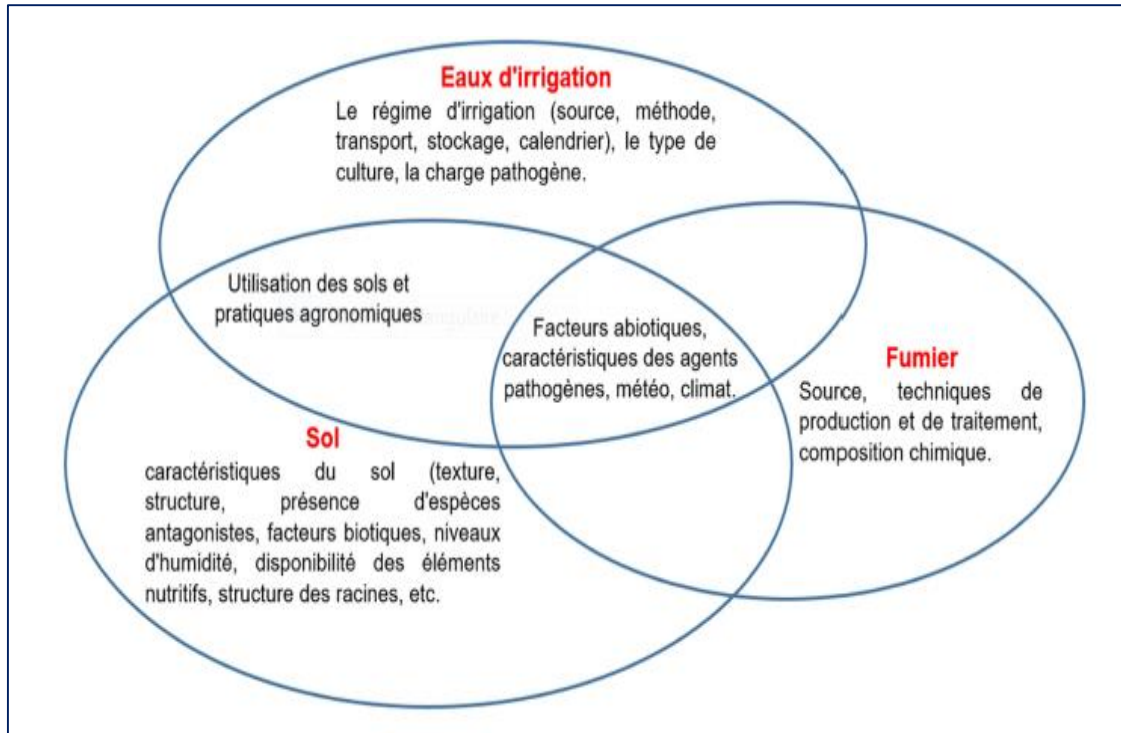 Eaux d'irrigation
Le régime d'irrigation (source, méthode,
transport, stockage, calendrier), le type de
culture, la charge pathogène.
Utilisation des sols et
pratiques agronomiques
Facteurs abiotiques,
caractéristiques des agents
pathogènes, météo, climat.
Fumier
Source, techniques de
production et de traitement,
composition chimique.
Sol
caractéristiques du sol (texture,
structure, présence d'espèces
antagonistes, facteurs biotiques, niveaux
d'humidité, disponibilité des éléments
nutritifs, structure des racines, etc.